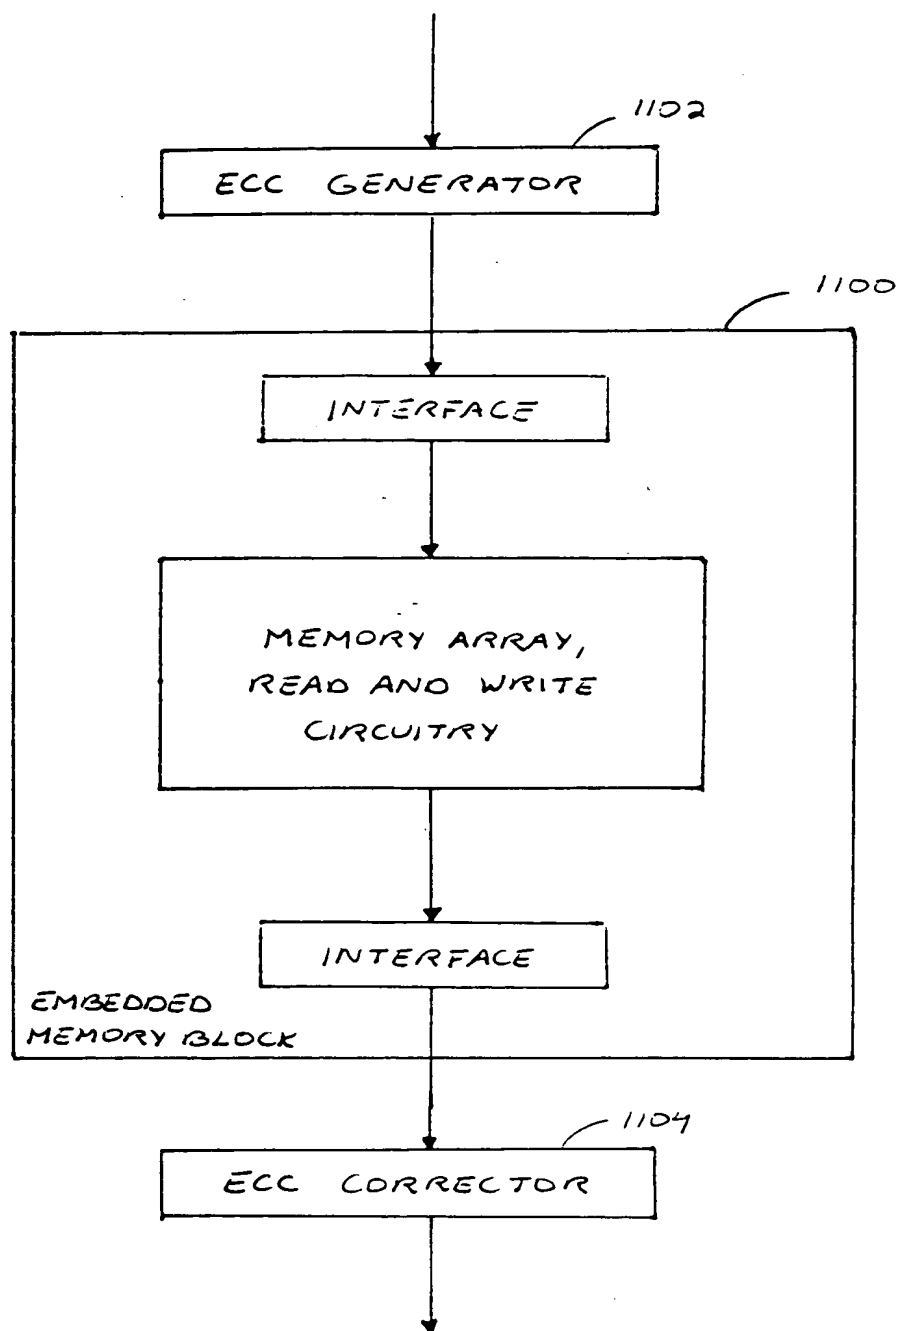 1102
ECC GENERATOR
1100
INTERFACE
MEMORY ARRAY,
READ AND WRITE
CIRCUITRY
INTERFACE
EMBEDDED
MEMORY BLOCK
1104
ECC CORRECTOR